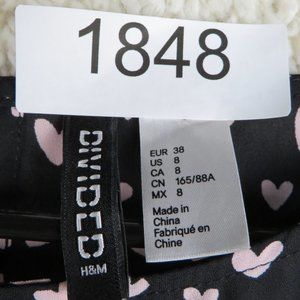 1848
DIVIDED
H&M
EUR 38
US 8
CA 8
CN 165/88A
MX 8
Made in
China
Fabriqué en
Chine